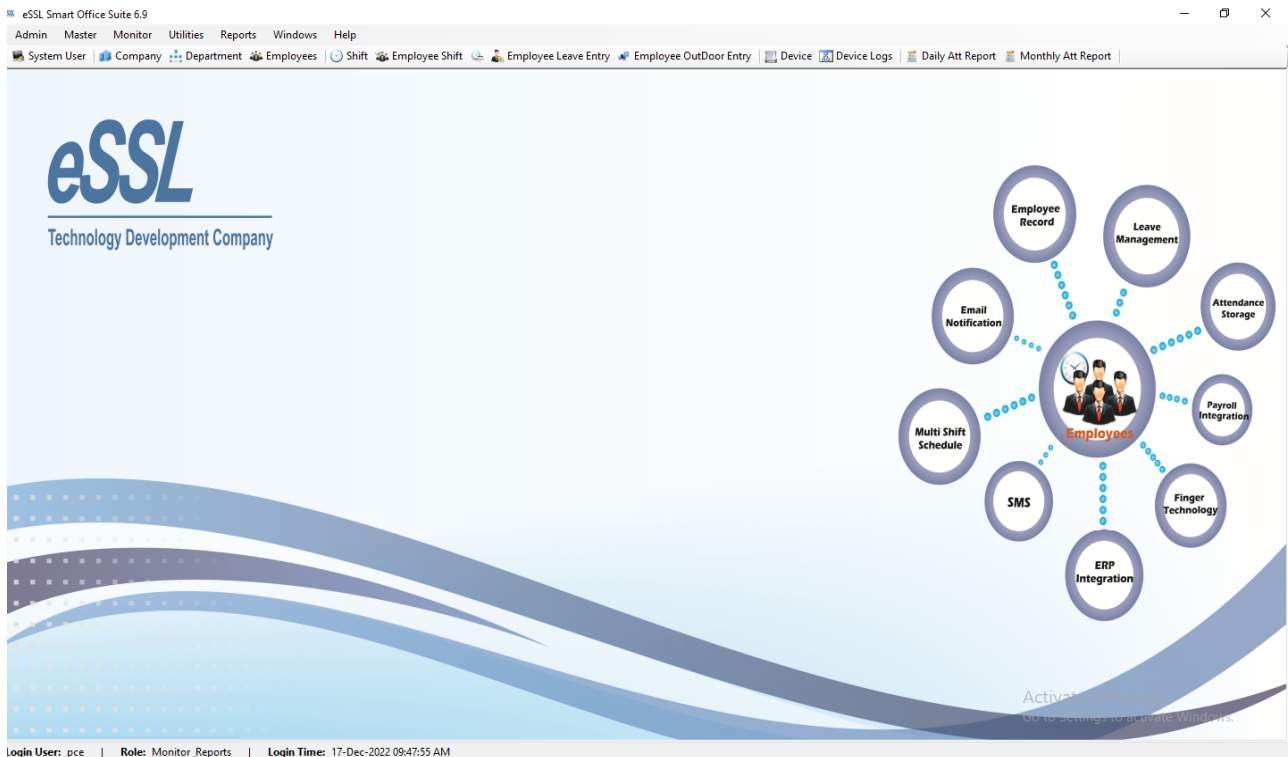 eSSL Smart Office Suite 6.9
Admin Master Monitor Utilities Reports Windows Help
System User Company Department Employees Shift Employee Shift Employee Leave Entry Employee OutDoor Entry Device Device Logs Daily Att Report Monthly Att Report
eSSL
Technology Development Company
Employee
Record
Leave
Management
Attendance
Storage
Email
Notification
Payroll
Integration
Employees
Multi Shift
Schedule
SMS
Finger
Technology
ERP
Integration
Activate Windows
Go to Settings to activate Windows.
Login User: pce | Role: Monitor_Reports | Login Time: 17-Dec-2022 09:47:55 AM